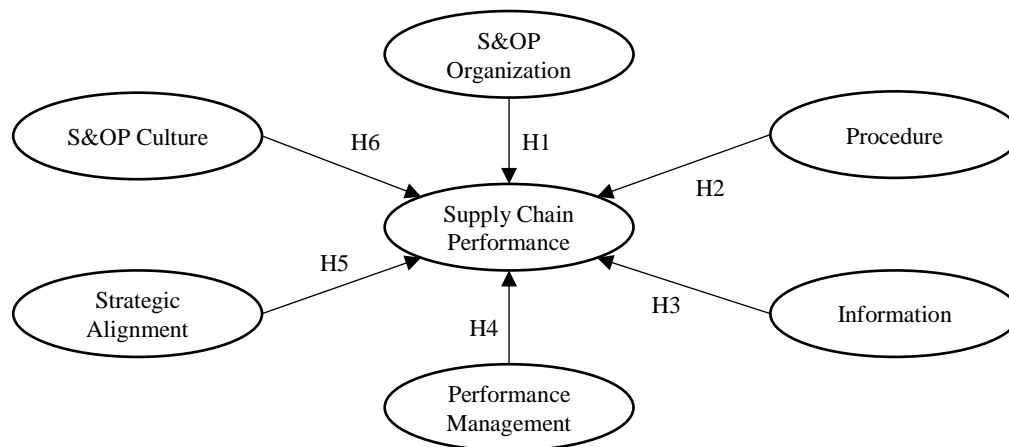 S&OP
Organization
S&OP Culture
H6
H1
Procedure
H2
Supply Chain
Performance
H5
Strategic
Alignment
H4
H3
Information
Performance
Management